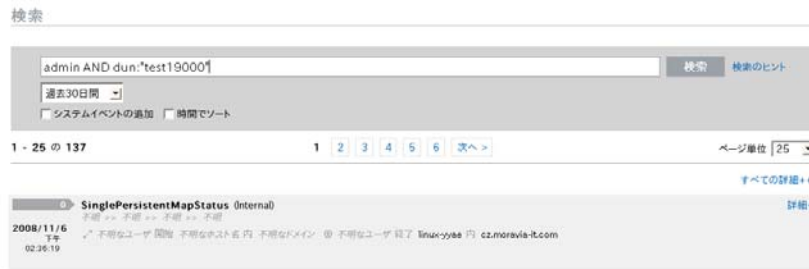 検索
admin AND dun:"test19000" 検索 検索のヒント
過去30日間
システムイベントの追加 時間でソート
1 - 25 の 137 1 2 3 4 5 6 次へ > ページ単位 25
すべての詳細++
0 SinglePersistentMapStatus (Internal) 詳細+
不明 >> 不明 >> 不明 >> 不明
2008/11/6 不明なユーザ 開始 不明なホスト名 内 不明なドメイン 不明なユーザ 終了 linux-yyae 内 cz.moravia-it.com
下午
02:36:19